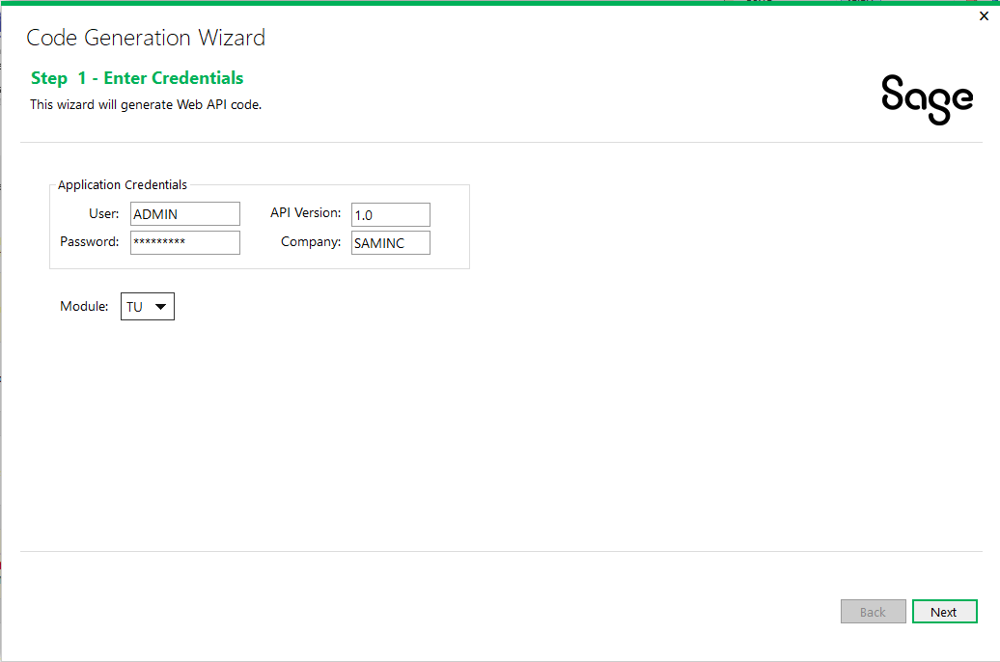 Code Generation Wizard
Step 1 - Enter Credentials
This wizard will generate Web API code.
Sage
Application Credentials
User: ADMIN API Version: 1.0
Password: ********* Company: SAMINC
Module: TU
Back Next